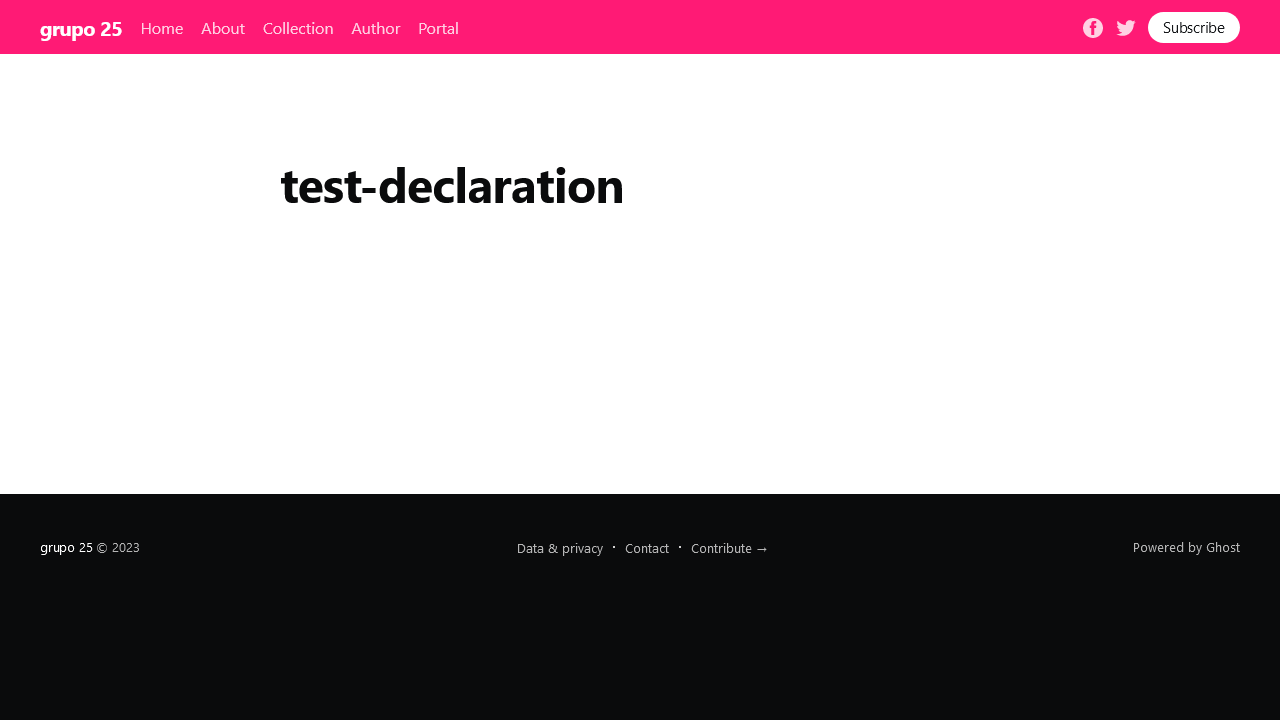 grupo 25 Home About Collection Author Portal Subscribe
test-declaration
grupo 25 © 2023 Data & privacy · Contact · Contribute → Powered by Ghost